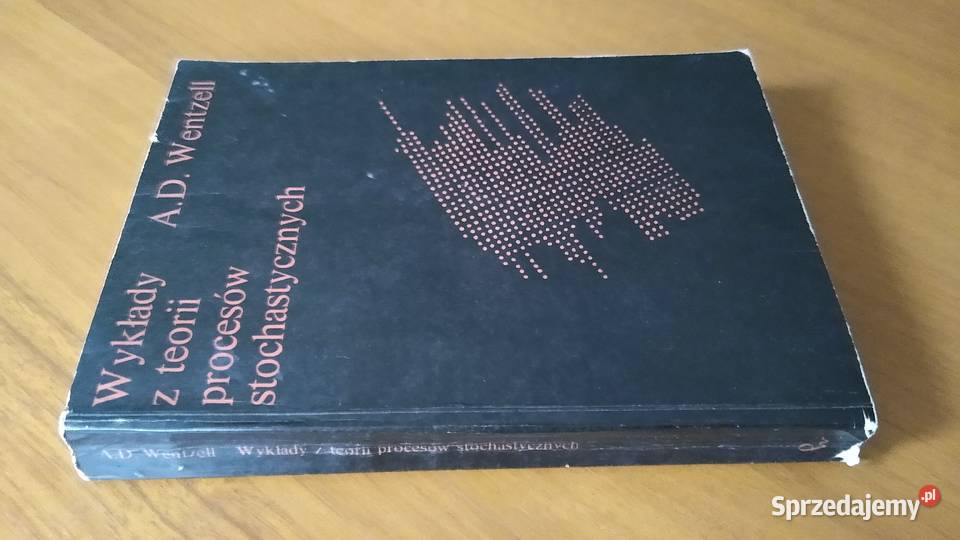 A.D. Wentzell
Wykłady
z teorii
procesów
stochastycznych
A.D. Wentzell Wykłady z teorii procesów stochastycznych
Sprzedajemy.pl